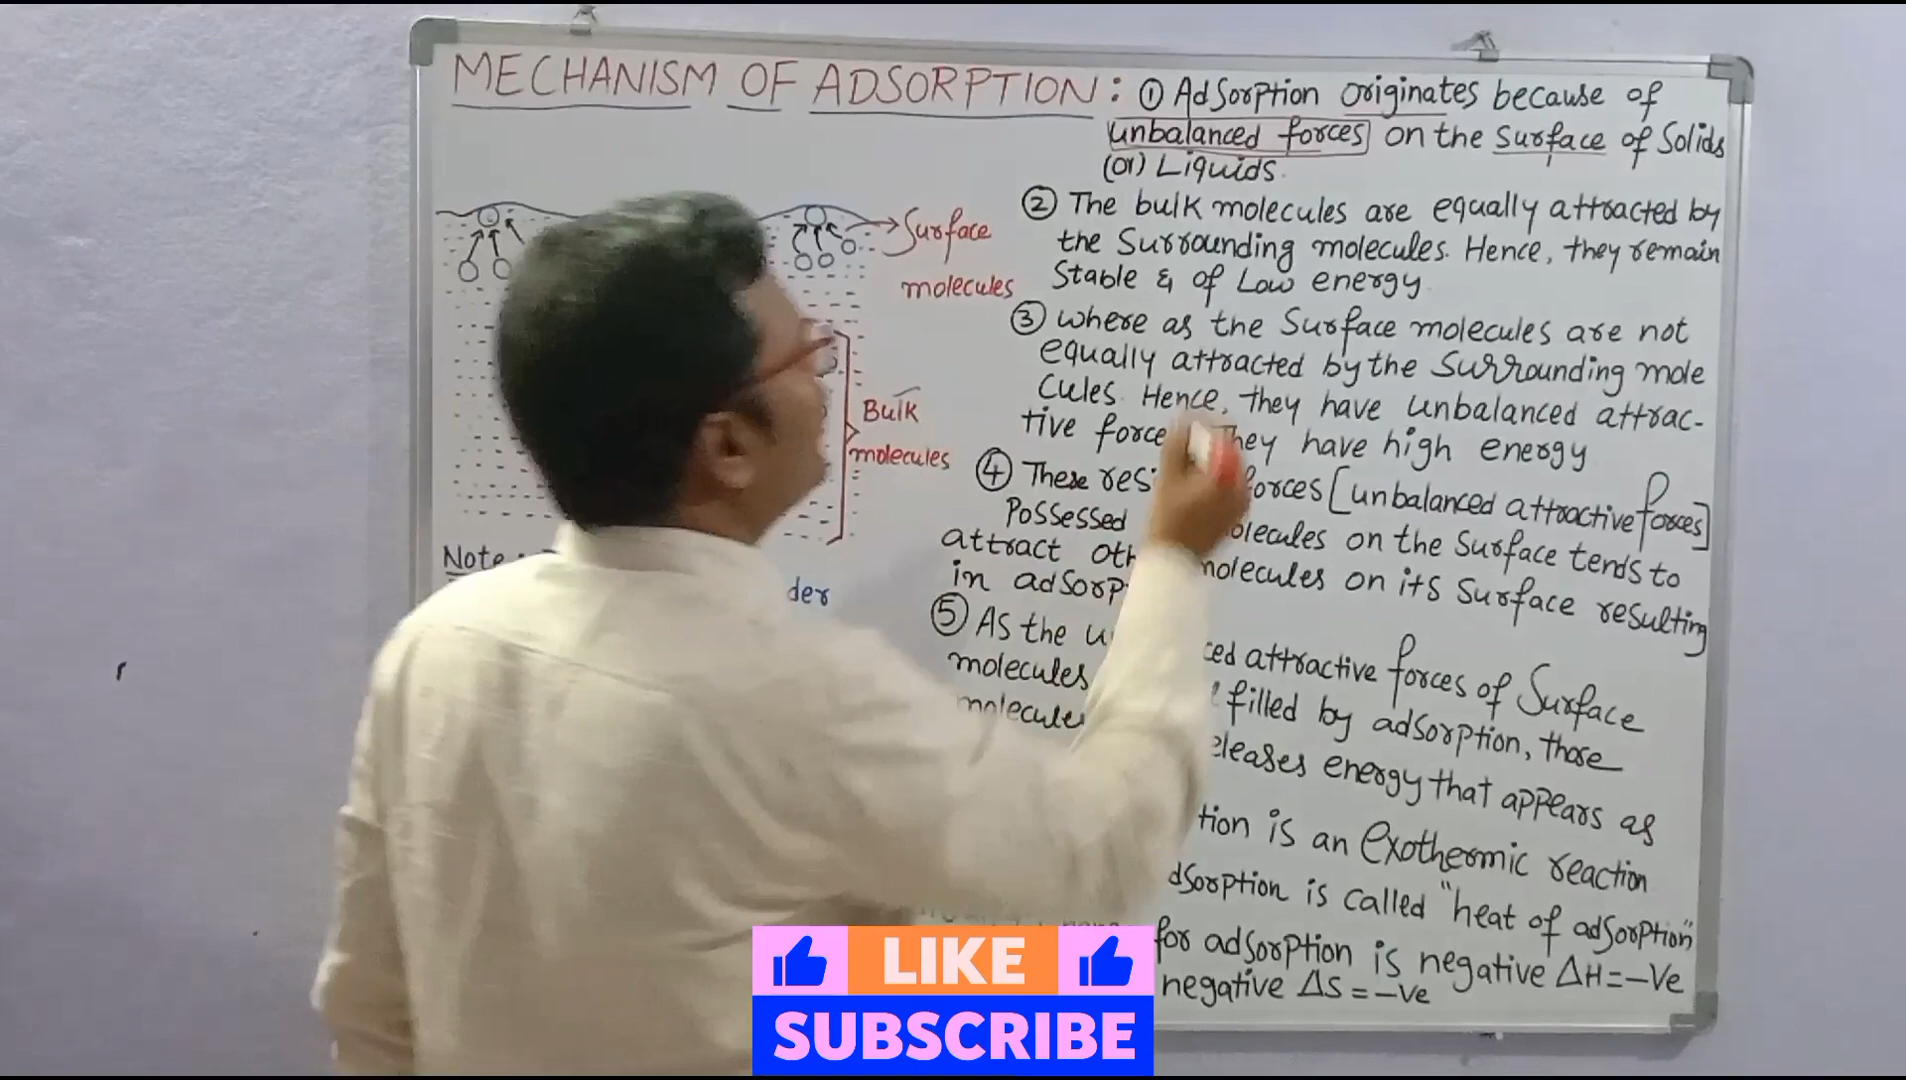 MECHANISM OF ADSORPTION: ① Adsorption originates because of
unbalanced forces on the surface of Solids
(or) Liquids.
Surface
molecules
② The bulk molecules are equally attracted by
the Surrounding molecules. Hence, they remain
Stable & of Low energy
③ where as the Surface molecules are not
equally attracted by the Surrounding mole
cules. Hence, they have unbalanced attrac-
tive force they have high energy
Bulk
molecules
④ These forces [unbalanced attractive forces]
Possessed molecules on the Surface tends to
attract molecules on its Surface resulting
in
Note
der
⑤ As the attractive forces of Surface
molecules filled by adsorption, those
molecules releases energy that appears as
is an Exothermic reaction
adsorption is called "heat of adsorption"
for adsorption is negative ΔH=-Ve
negative ΔS=-Ve
LIKE
SUBSCRIBE